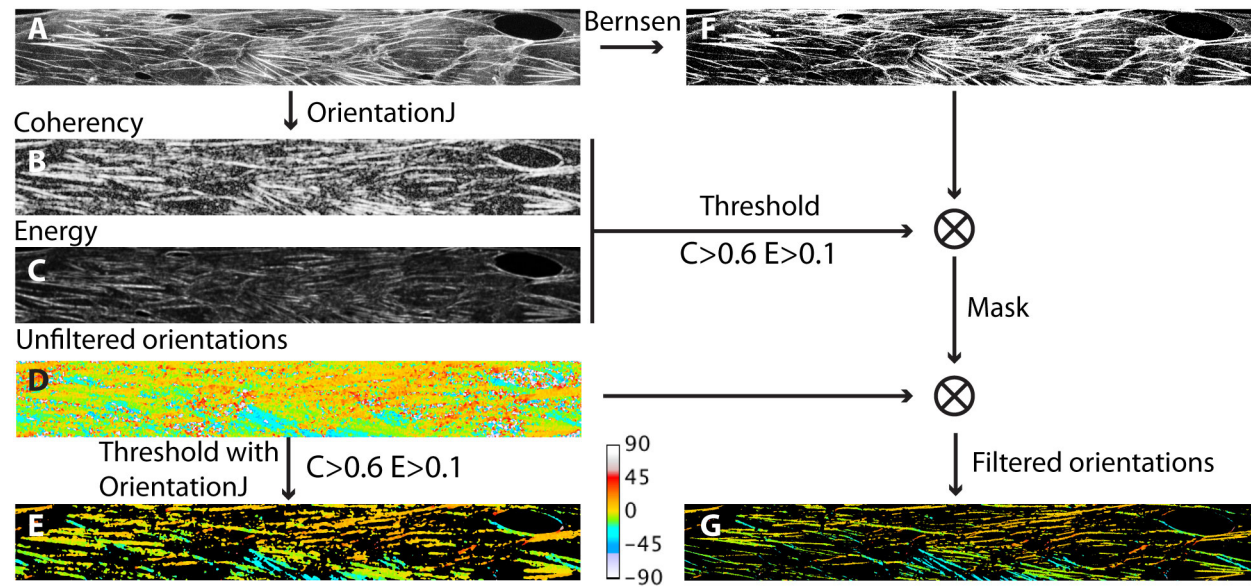 A
Bernsen
F
OrientationJ
Coherency
B
Threshold
C>0.6 E>0.1
Energy
C
Mask
Unfiltered orientations
D
Threshold with
OrientationJ
C>0.6 E>0.1
90
45
0
−45
−90
Filtered orientations
E
G